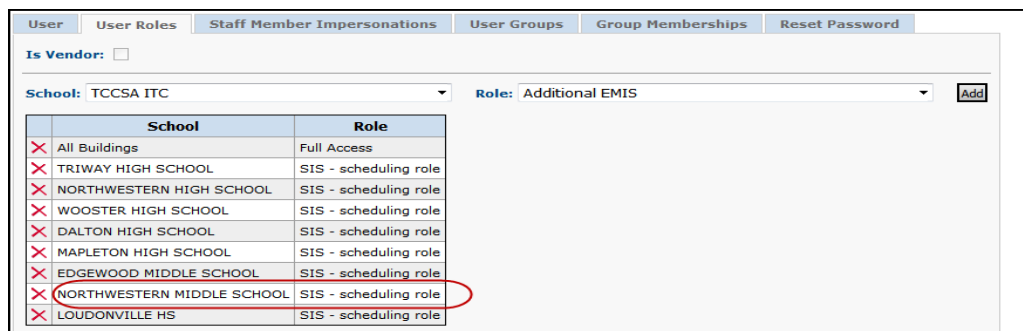 User User Roles Staff Member Impersonations User Groups Group Memberships Reset Password
Is Vendor:
School: TCCSA ITC Role: Additional EMIS Add
School Role
All Buildings Full Access
TRIWAY HIGH SCHOOL SIS - scheduling role
NORTHWESTERN HIGH SCHOOL SIS - scheduling role
WOOSTER HIGH SCHOOL SIS - scheduling role
DALTON HIGH SCHOOL SIS - scheduling role
MAPLETON HIGH SCHOOL SIS - scheduling role
EDGEWOOD MIDDLE SCHOOL SIS - scheduling role
NORTHWESTERN MIDDLE SCHOOL SIS - scheduling role
LOUDONVILLE HS SIS - scheduling role